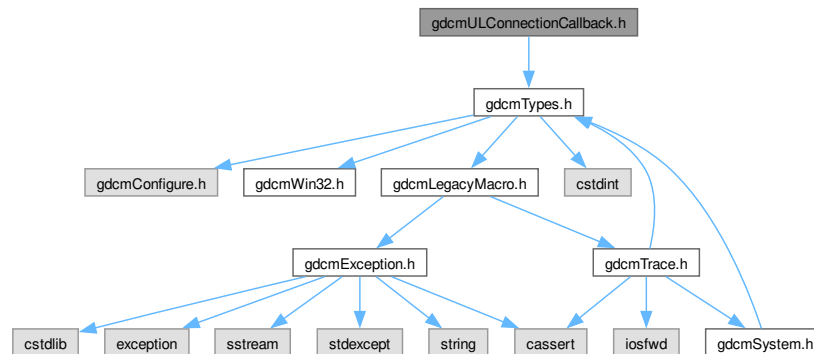 gdcmULConnectionCallback.h
gdcmTypes.h
gdcmConfigure.h
gdcmWin32.h
gdcmLegacyMacro.h
cstdint
gdcmException.h
gdcmTrace.h
cstdlib
exception
sstream
stdexcept
string
cassert
iosfwd
gdcmSystem.h